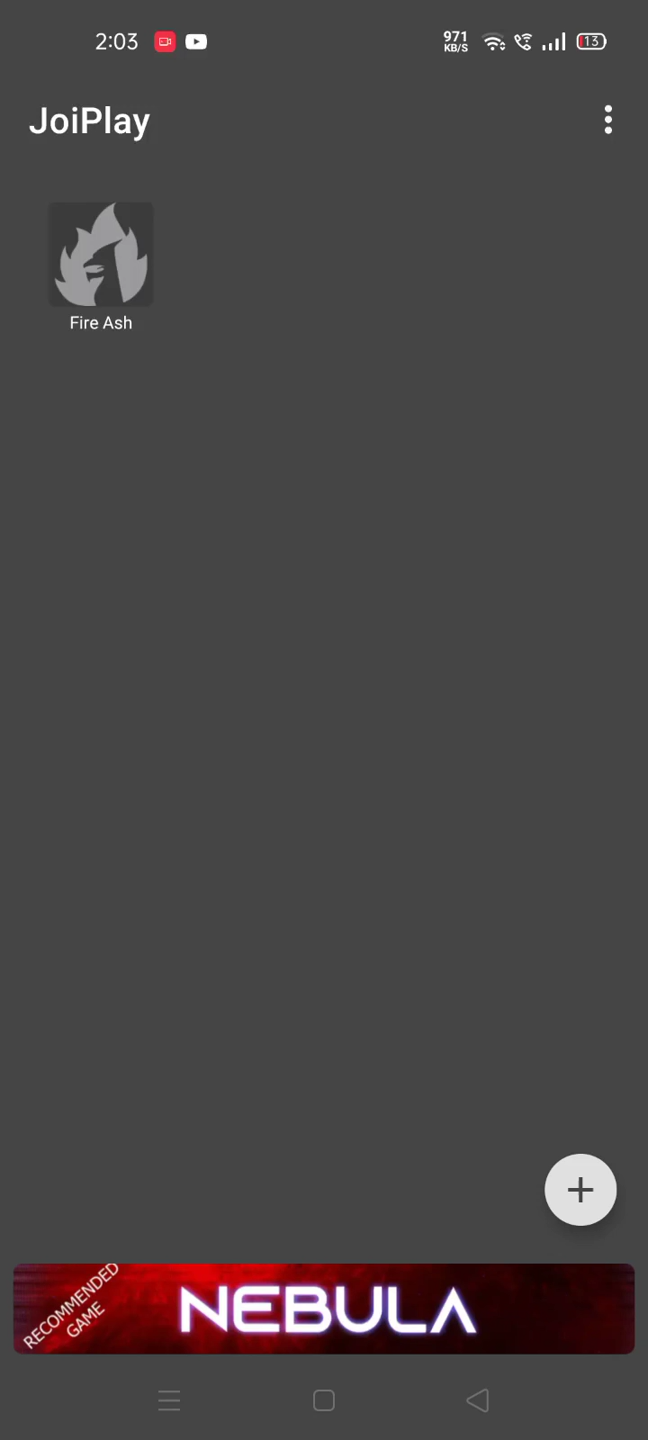 2:03
971
KB/S
13
JoiPlay
Fire Ash
RECOMMENDED
GAME
NEBULA